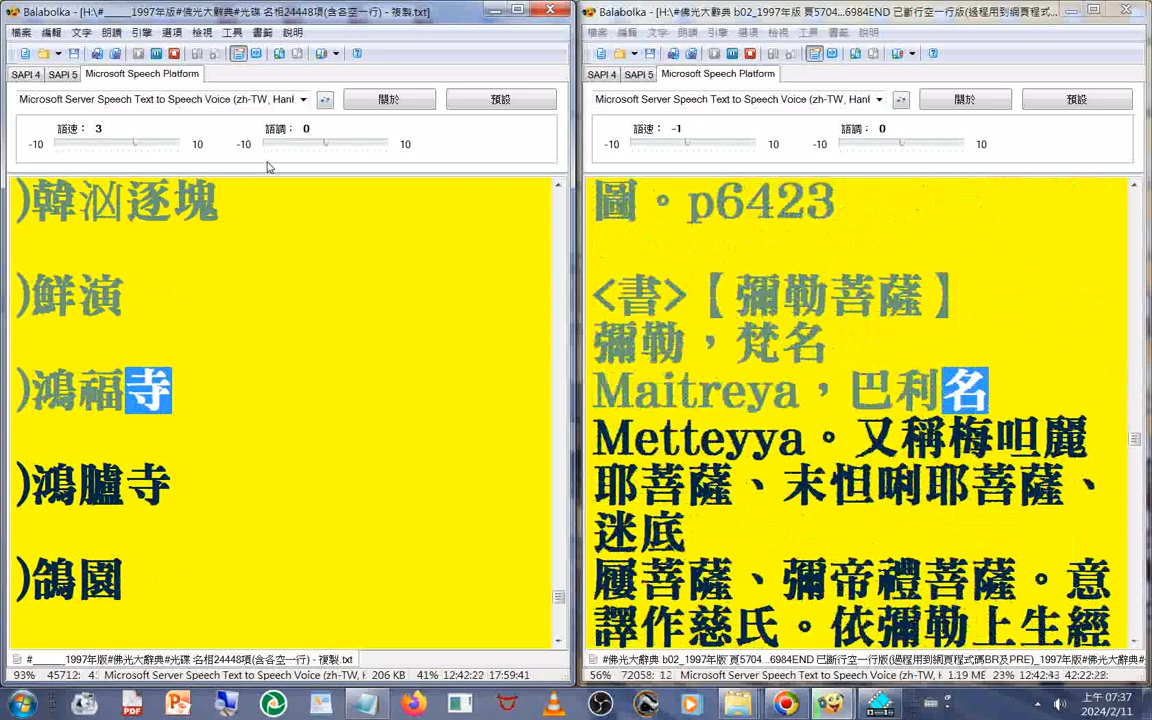 Balabolka - [H:\#_____1997年版#佛光大辭典#光碟 名相24448項(含各空一行) - 複製.txt]
檔案 編輯 文字 朗讀 引擎 選項 檢視 工具 書籤 說明
SAPI 4 SAPI 5 Microsoft Speech Platform
Microsoft Server Speech Text to Speech Voice (zh-TW, Hanl
關於 預設
語速： 3 語調： 0
-10 10 -10 10
)韓汹逐塊
)鮮演
)鴻福寺
)鴻臚寺
)鴿園
#_____1997年版#佛光大辭典#光碟 名相24448項(含各空一行) - 複製.txt
93% 45712: Microsoft Server Speech Text to Speech Voice (zh-TW, H 206 KB 41% 12:42:22 17:59:41
Balabolka - [H:\#佛光大辭典 b02_1997年版 頁5704...6984END 已斷行空一行版(過程用到網頁程式...
檔案 編輯 文字 朗讀 引擎 選項 檢視 工具 書籤 說明
SAPI 4 SAPI 5 Microsoft Speech Platform
Microsoft Server Speech Text to Speech Voice (zh-TW, Hanl
關於 預設
語速： -1 語調： 0
-10 10 -10 10
圖。p6423
<書>【彌勒菩薩】
彌勒，梵名
Maitreya，巴利名
Metteyya。又稱梅呾麗
耶菩薩、末怛唎耶菩薩、
迷底
屨菩薩、彌帝禮菩薩。意
譯作慈氏。依彌勒上生經
#佛光大辭典 b02_1997年版 頁5704...6984END 已斷行空一行版(過程用到網頁程式碼BR及PRE)_1997年版#佛光大辭典#
56% 72058: Microsoft Server Speech Text to Speech Voice (zh-TW, H 1.19 ME 23% 12:42:43 42:22:28
上午 07:37
2024/2/11